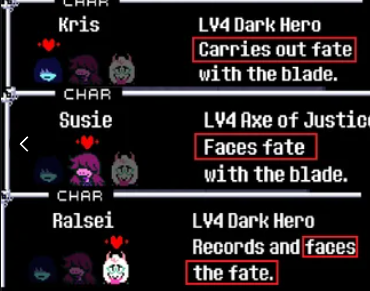 CHAR
Kris
LV4 Dark Hero
Carries out fate
with the blade.
CHAR
Susie
LV4 Axe of Justic
Faces fate
with the blade.
CHAR
Ralsei
LV4 Dark Hero
Records and faces
the fate.